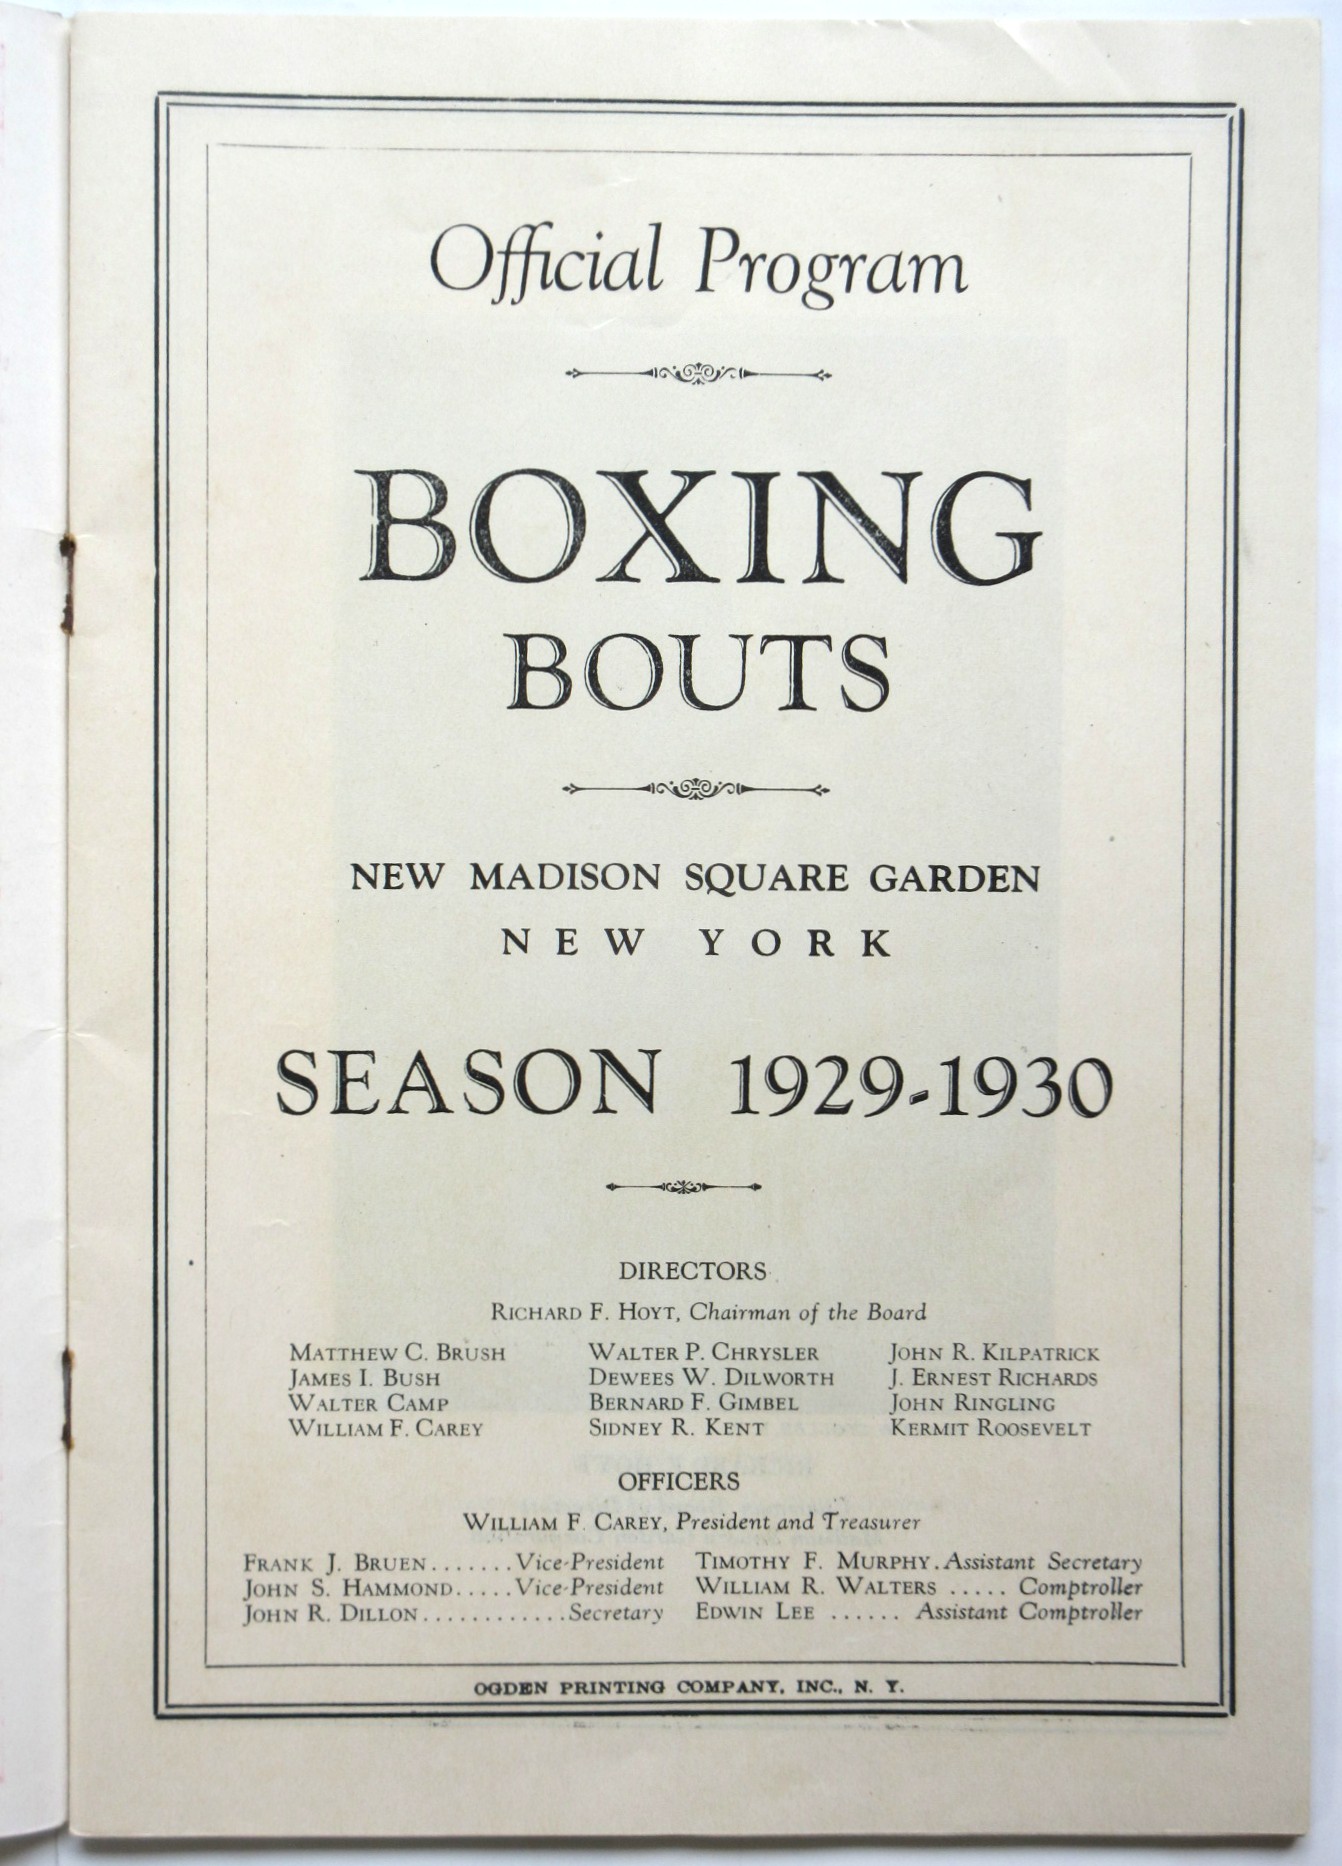 Official Program
BOXING
BOUTS
NEW MADISON SQUARE GARDEN
NEW YORK
SEASON 1929-1930
DIRECTORS
RICHARD F. HOYT, Chairman of the Board
MATTHEW C. BRUSH WALTER P. CHRYSLER JOHN R. KILPATRICK
JAMES I. BUSH DEWEES W. DILWORTH J. ERNEST RICHARDS
WALTER CAMP BERNARD F. GIMBEL JOHN RINGLING
WILLIAM F. CAREY SIDNEY R. KENT KERMIT ROOSEVELT
OFFICERS
WILLIAM F. CAREY, President and Treasurer
FRANK J. BRUEN.......Vice-President TIMOTHY F. MURPHY.Assistant Secretary
JOHN S. HAMMOND.....Vice-President WILLIAM R. WALTERS ..... Comptroller
JOHN R. DILLON............Secretary EDWIN LEE ...... Assistant Comptroller
OGDEN PRINTING COMPANY, INC., N. Y.